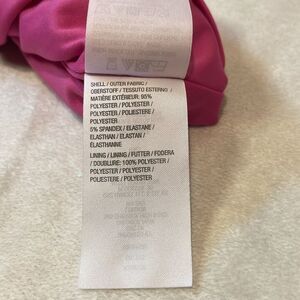 SHELL / OUTER FABRIC /
OBERSTOFF / TESSUTO ESTERNO /
MATIÈRE EXTÉRIEUR: 95%
POLYESTER / POLYESTER /
POLYESTER / POLIESTERE /
POLYESTER
5% SPANDEX / ELASTANE /
ELASTHAN / ELASTAN /
ÉLASTHANNE
LINING / LINING / FUTTER / FODERA
/ DOUBLURE: 100% POLYESTER /
POLYESTER / POLYESTER /
POLIESTERE / POLYESTER